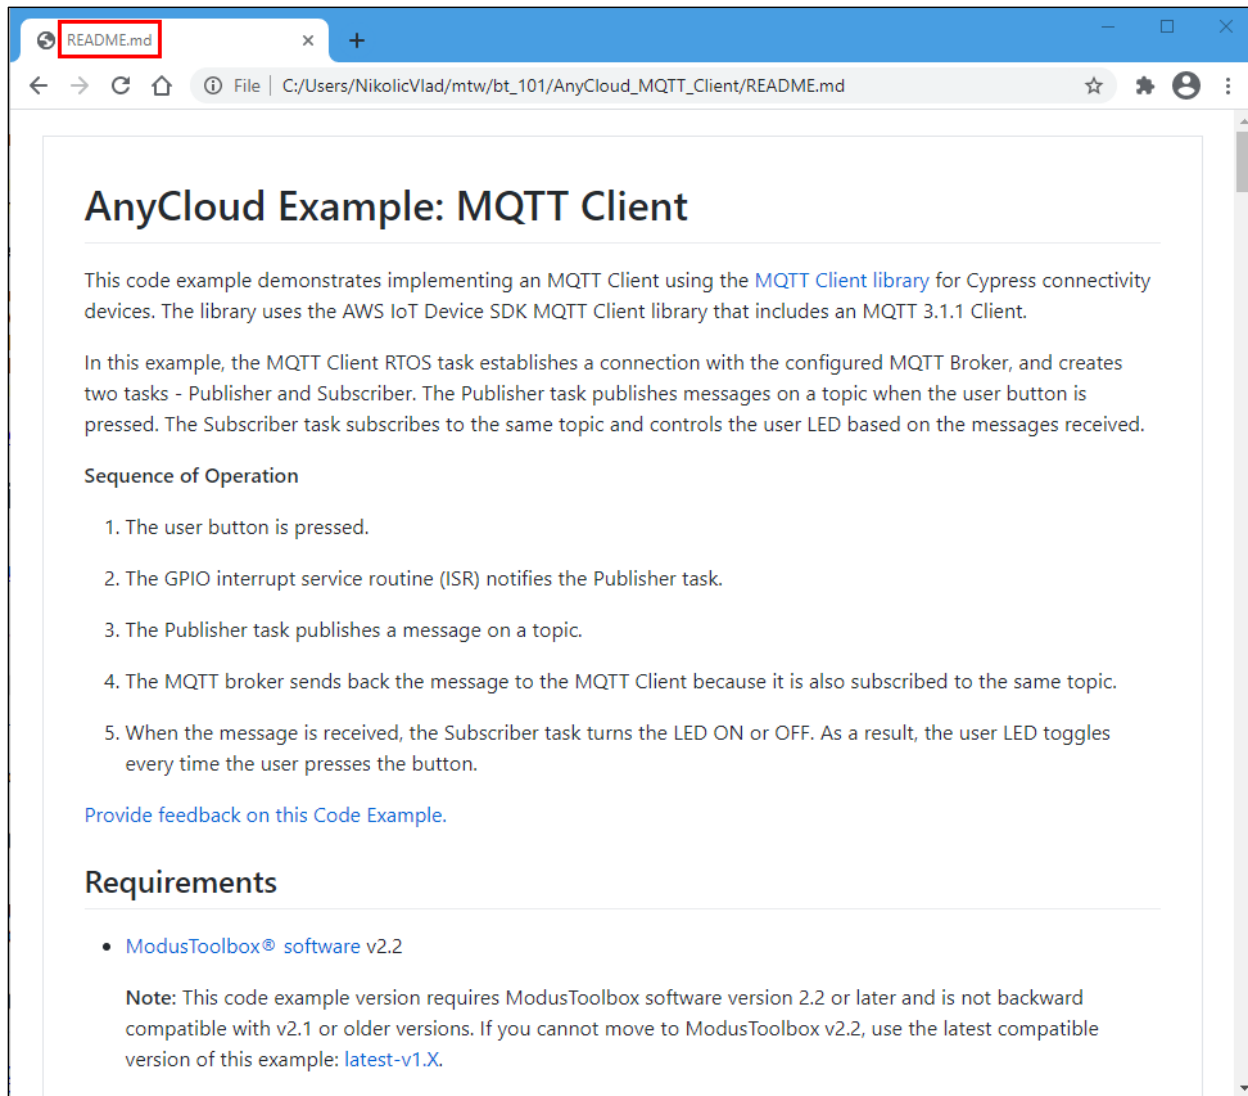 README.md
File C:/Users/NikolicVlad/mtw/bt_101/AnyCloud_MQTT_Client/README.md
AnyCloud Example: MQTT Client
This code example demonstrates implementing an MQTT Client using the MQTT Client library for Cypress connectivity
devices. The library uses the AWS IoT Device SDK MQTT Client library that includes an MQTT 3.1.1 Client.
In this example, the MQTT Client RTOS task establishes a connection with the configured MQTT Broker, and creates
two tasks - Publisher and Subscriber. The Publisher task publishes messages on a topic when the user button is
pressed. The Subscriber task subscribes to the same topic and controls the user LED based on the messages received.
Sequence of Operation
1. The user button is pressed.
2. The GPIO interrupt service routine (ISR) notifies the Publisher task.
3. The Publisher task publishes a message on a topic.
4. The MQTT broker sends back the message to the MQTT Client because it is also subscribed to the same topic.
5. When the message is received, the Subscriber task turns the LED ON or OFF. As a result, the user LED toggles
every time the user presses the button.
Provide feedback on this Code Example.
Requirements
• ModusToolbox® software v2.2
Note: This code example version requires ModusToolbox software version 2.2 or later and is not backward
compatible with v2.1 or older versions. If you cannot move to ModusToolbox v2.2, use the latest compatible
version of this example: latest-v1.X.